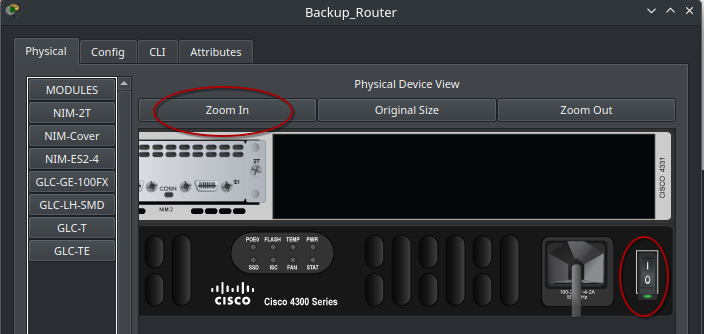 Backup_Router
Physical Config CLI Attributes
MODULES
NIM-2T
NIM-Cover
NIM-ES2-4
GLC-GE-100FX
GLC-LH-SMD
GLC-T
GLC-TE
Physical Device View
Zoom In Original Size Zoom Out
2T
CONN
S1
NIM 2
CISCO 4331
POE0 FLASH TEMP PWR
SSD ISC FAN STAT
CISCO Cisco 4300 Series
I
O